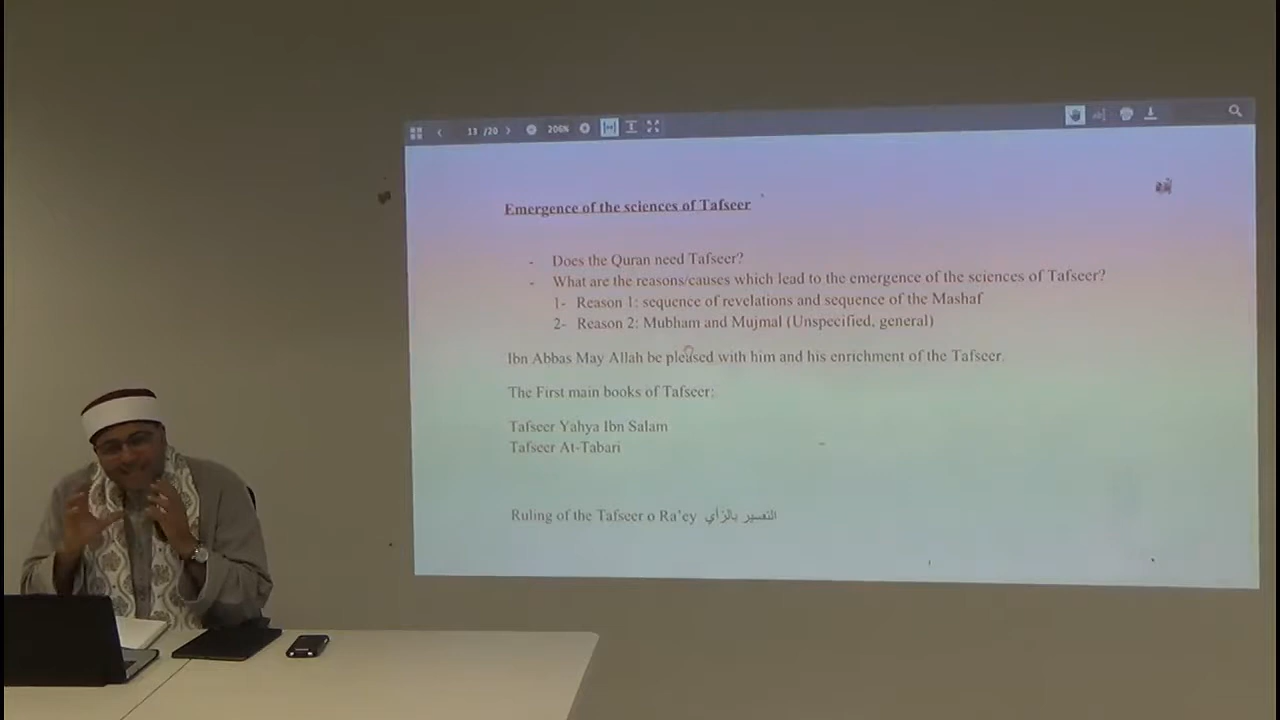 13 /20
206%
Emergence of the sciences of Tafseer
- Does the Quran need Tafseer?
- What are the reasons/causes which lead to the emergence of the sciences of Tafseer?
1- Reason 1: sequence of revelations and sequence of the Mashaf
2- Reason 2: Mubham and Mujmal (Unspecified, general)
Ibn Abbas May Allah be pleased with him and his enrichment of the Tafseer.
The First main books of Tafseer:
Tafseer Yahya Ibn Salam
Tafseer At-Tabari
Ruling of the Tafseer o Ra'ey التفسير بالرأي